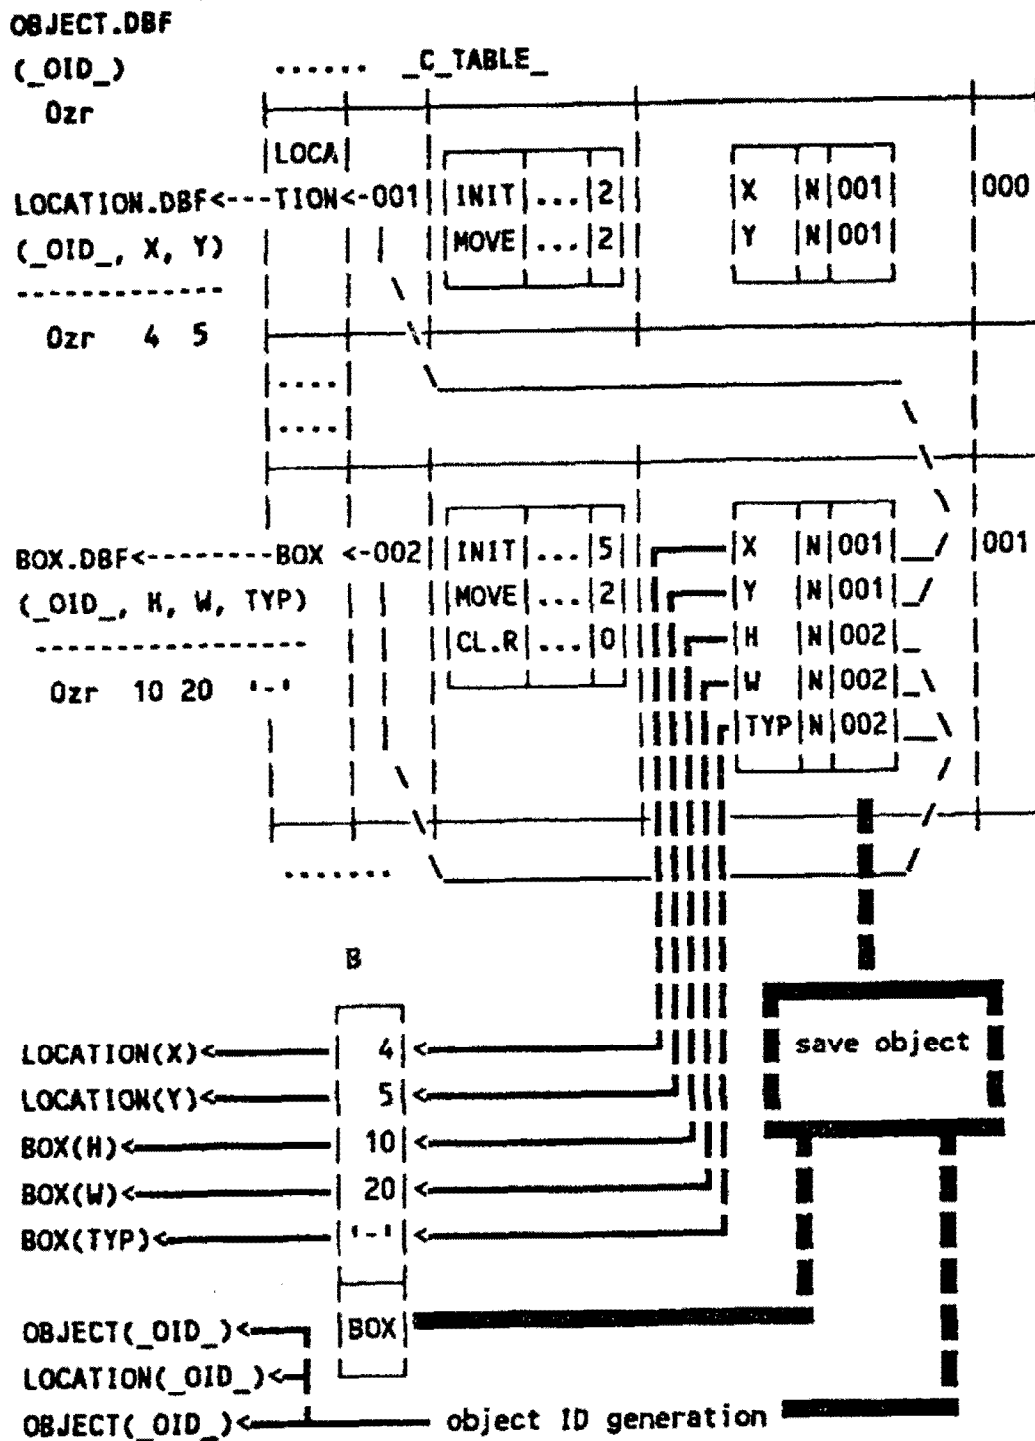 OBJECT.DBF
(_OID_) ...... _C_TABLE_
Ozr
LOCA
LOCATION.DBF<---TION<-001 INIT ... 2 X N 001 000
(_OID_, X, Y) MOVE ... 2 Y N 001
Ozr 4 5
....
....
BOX.DBF<--------BOX <-002 INIT ... 5 X N 001 001
(_OID_, H, W, TYP) MOVE ... 2 Y N 001
CL.R ... 0 H N 002
Ozr 10 20 '-' W N 002
TYP N 002
.......
B
LOCATION(X)< 4 < save object
LOCATION(Y)< 5 <
BOX(H)< 10 <
BOX(W)< 20 <
BOX(TYP)< '-' <
OBJECT(_OID_)< BOX
LOCATION(_OID_)<
OBJECT(_OID_)< object ID generation